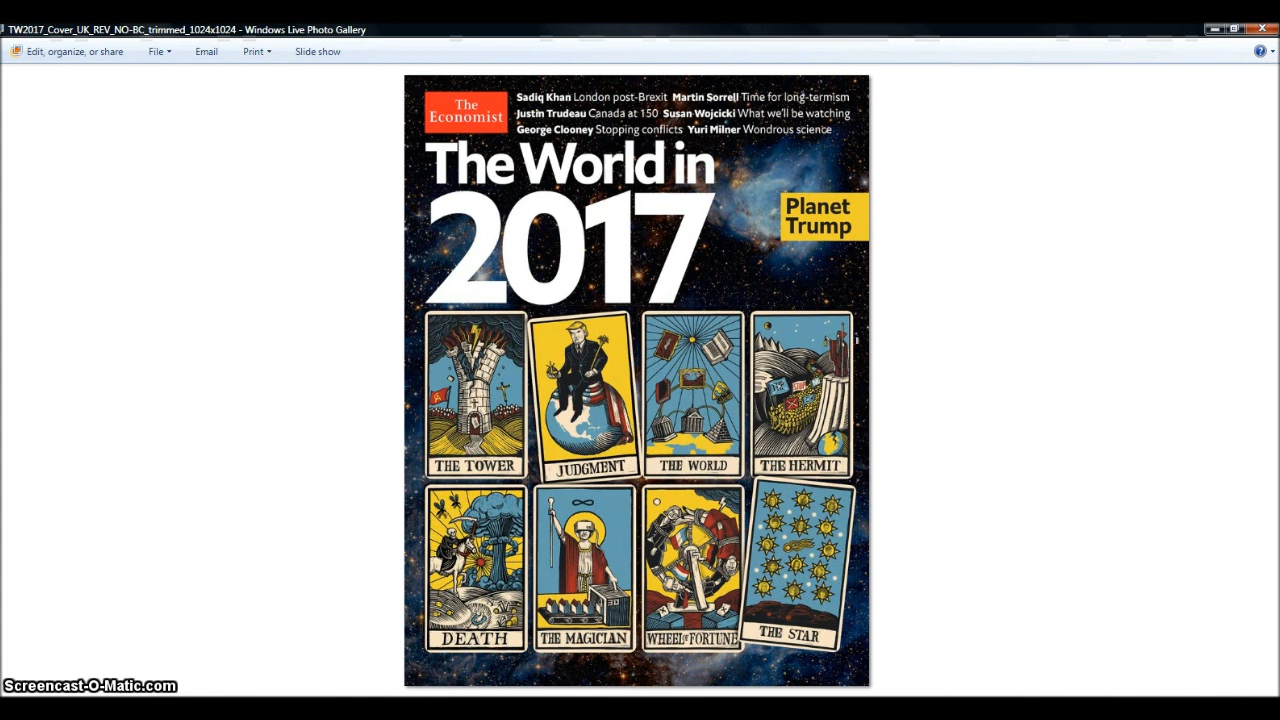 TW2017_Cover_UK_REV_NO-BC_trimmed_1024x1024 - Windows Live Photo Gallery
Edit, organize, or share File Email Print Slide show
The
Economist
Sadiq Khan London post-Brexit Martin Sorrell Time for long-termism
Justin Trudeau Canada at 150 Susan Wojcicki What we'll be watching
George Clooney Stopping conflicts Yuri Milner Wondrous science
The World in
2017
Planet
Trump
THE TOWER
JUDGMENT
THE WORLD
THE HERMIT
DEATH
THE MAGICIAN
WHEEL OF FORTUNE
THE STAR
Screencast-O-Matic.com